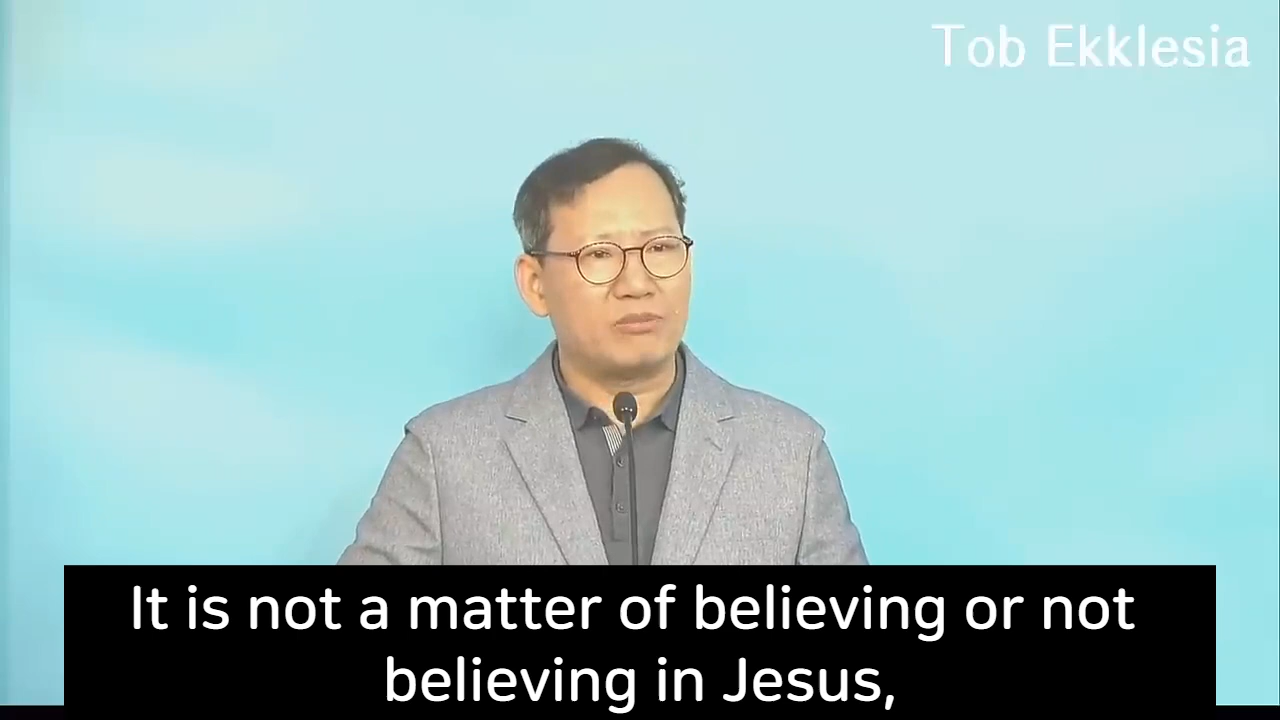 Tob Ekklesia
It is not a matter of believing or not
believing in Jesus,